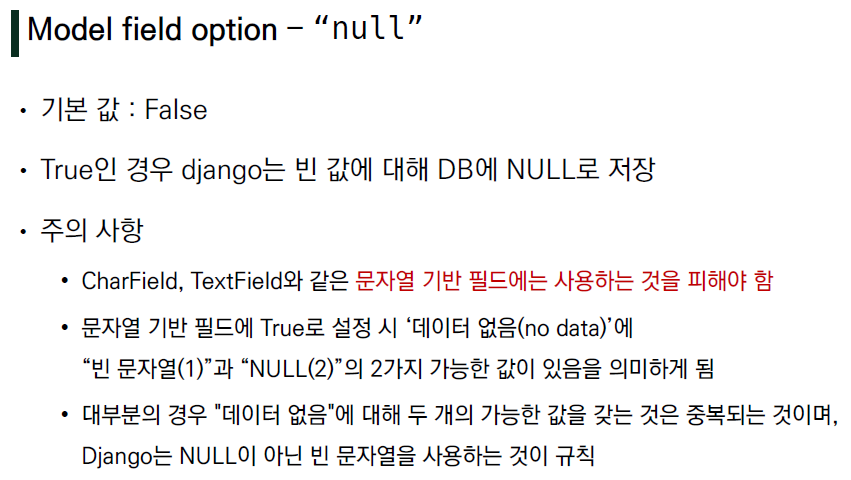 Model field option – “null”
• 기본 값 : False
• True인 경우 django는 빈 값에 대해 DB에 NULL로 저장
• 주의 사항
• CharField, TextField와 같은 문자열 기반 필드에는 사용하는 것을 피해야 함
• 문자열 기반 필드에 True로 설정 시 ‘데이터 없음(no data)’에
“빈 문자열(1)”과 “NULL(2)”의 2가지 가능한 값이 있음을 의미하게 됨
• 대부분의 경우 "데이터 없음"에 대해 두 개의 가능한 값을 갖는 것은 중복되는 것이며,
Django는 NULL이 아닌 빈 문자열을 사용하는 것이 규칙